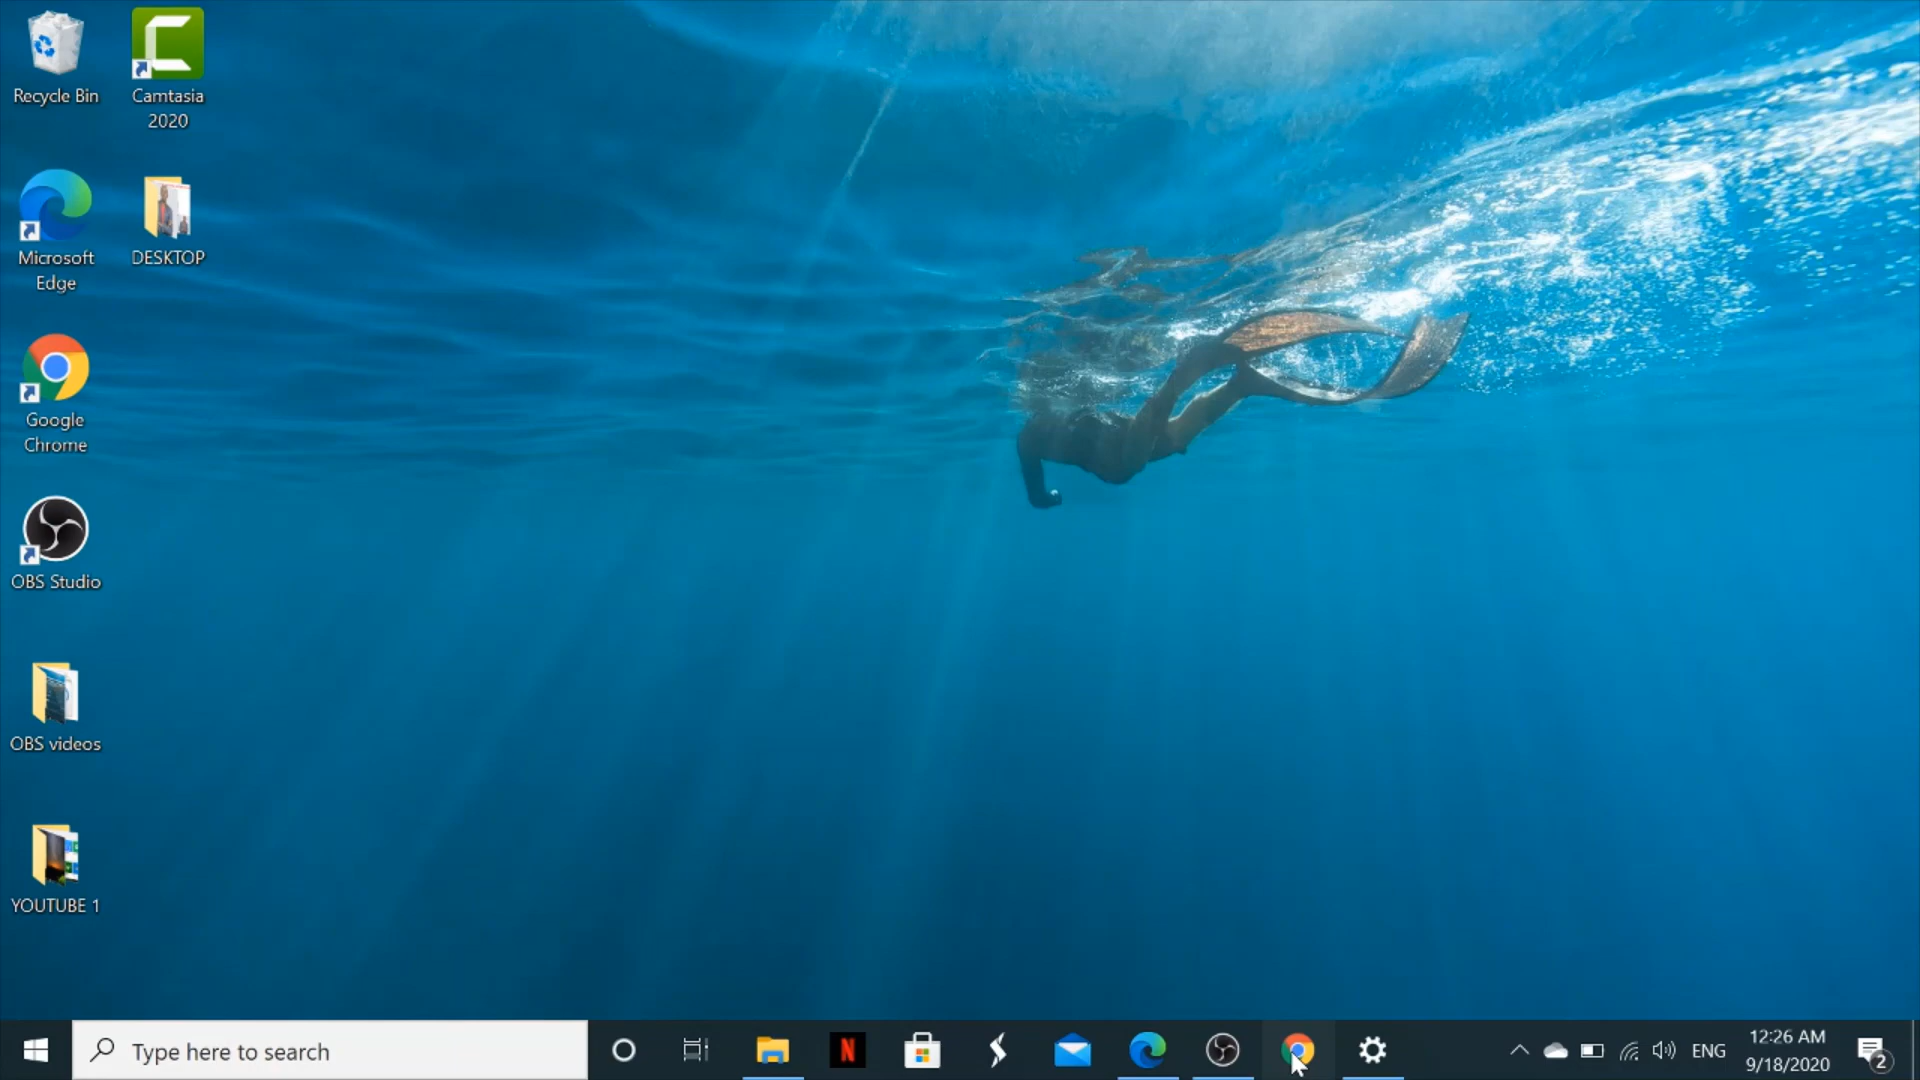 Recycle Bin
Camtasia
2020
Microsoft
Edge
DESKTOP
Google
Chrome
OBS Studio
OBS videos
YOUTUBE 1
Type here to search
N
ENG
12:26 AM
9/18/2020
2